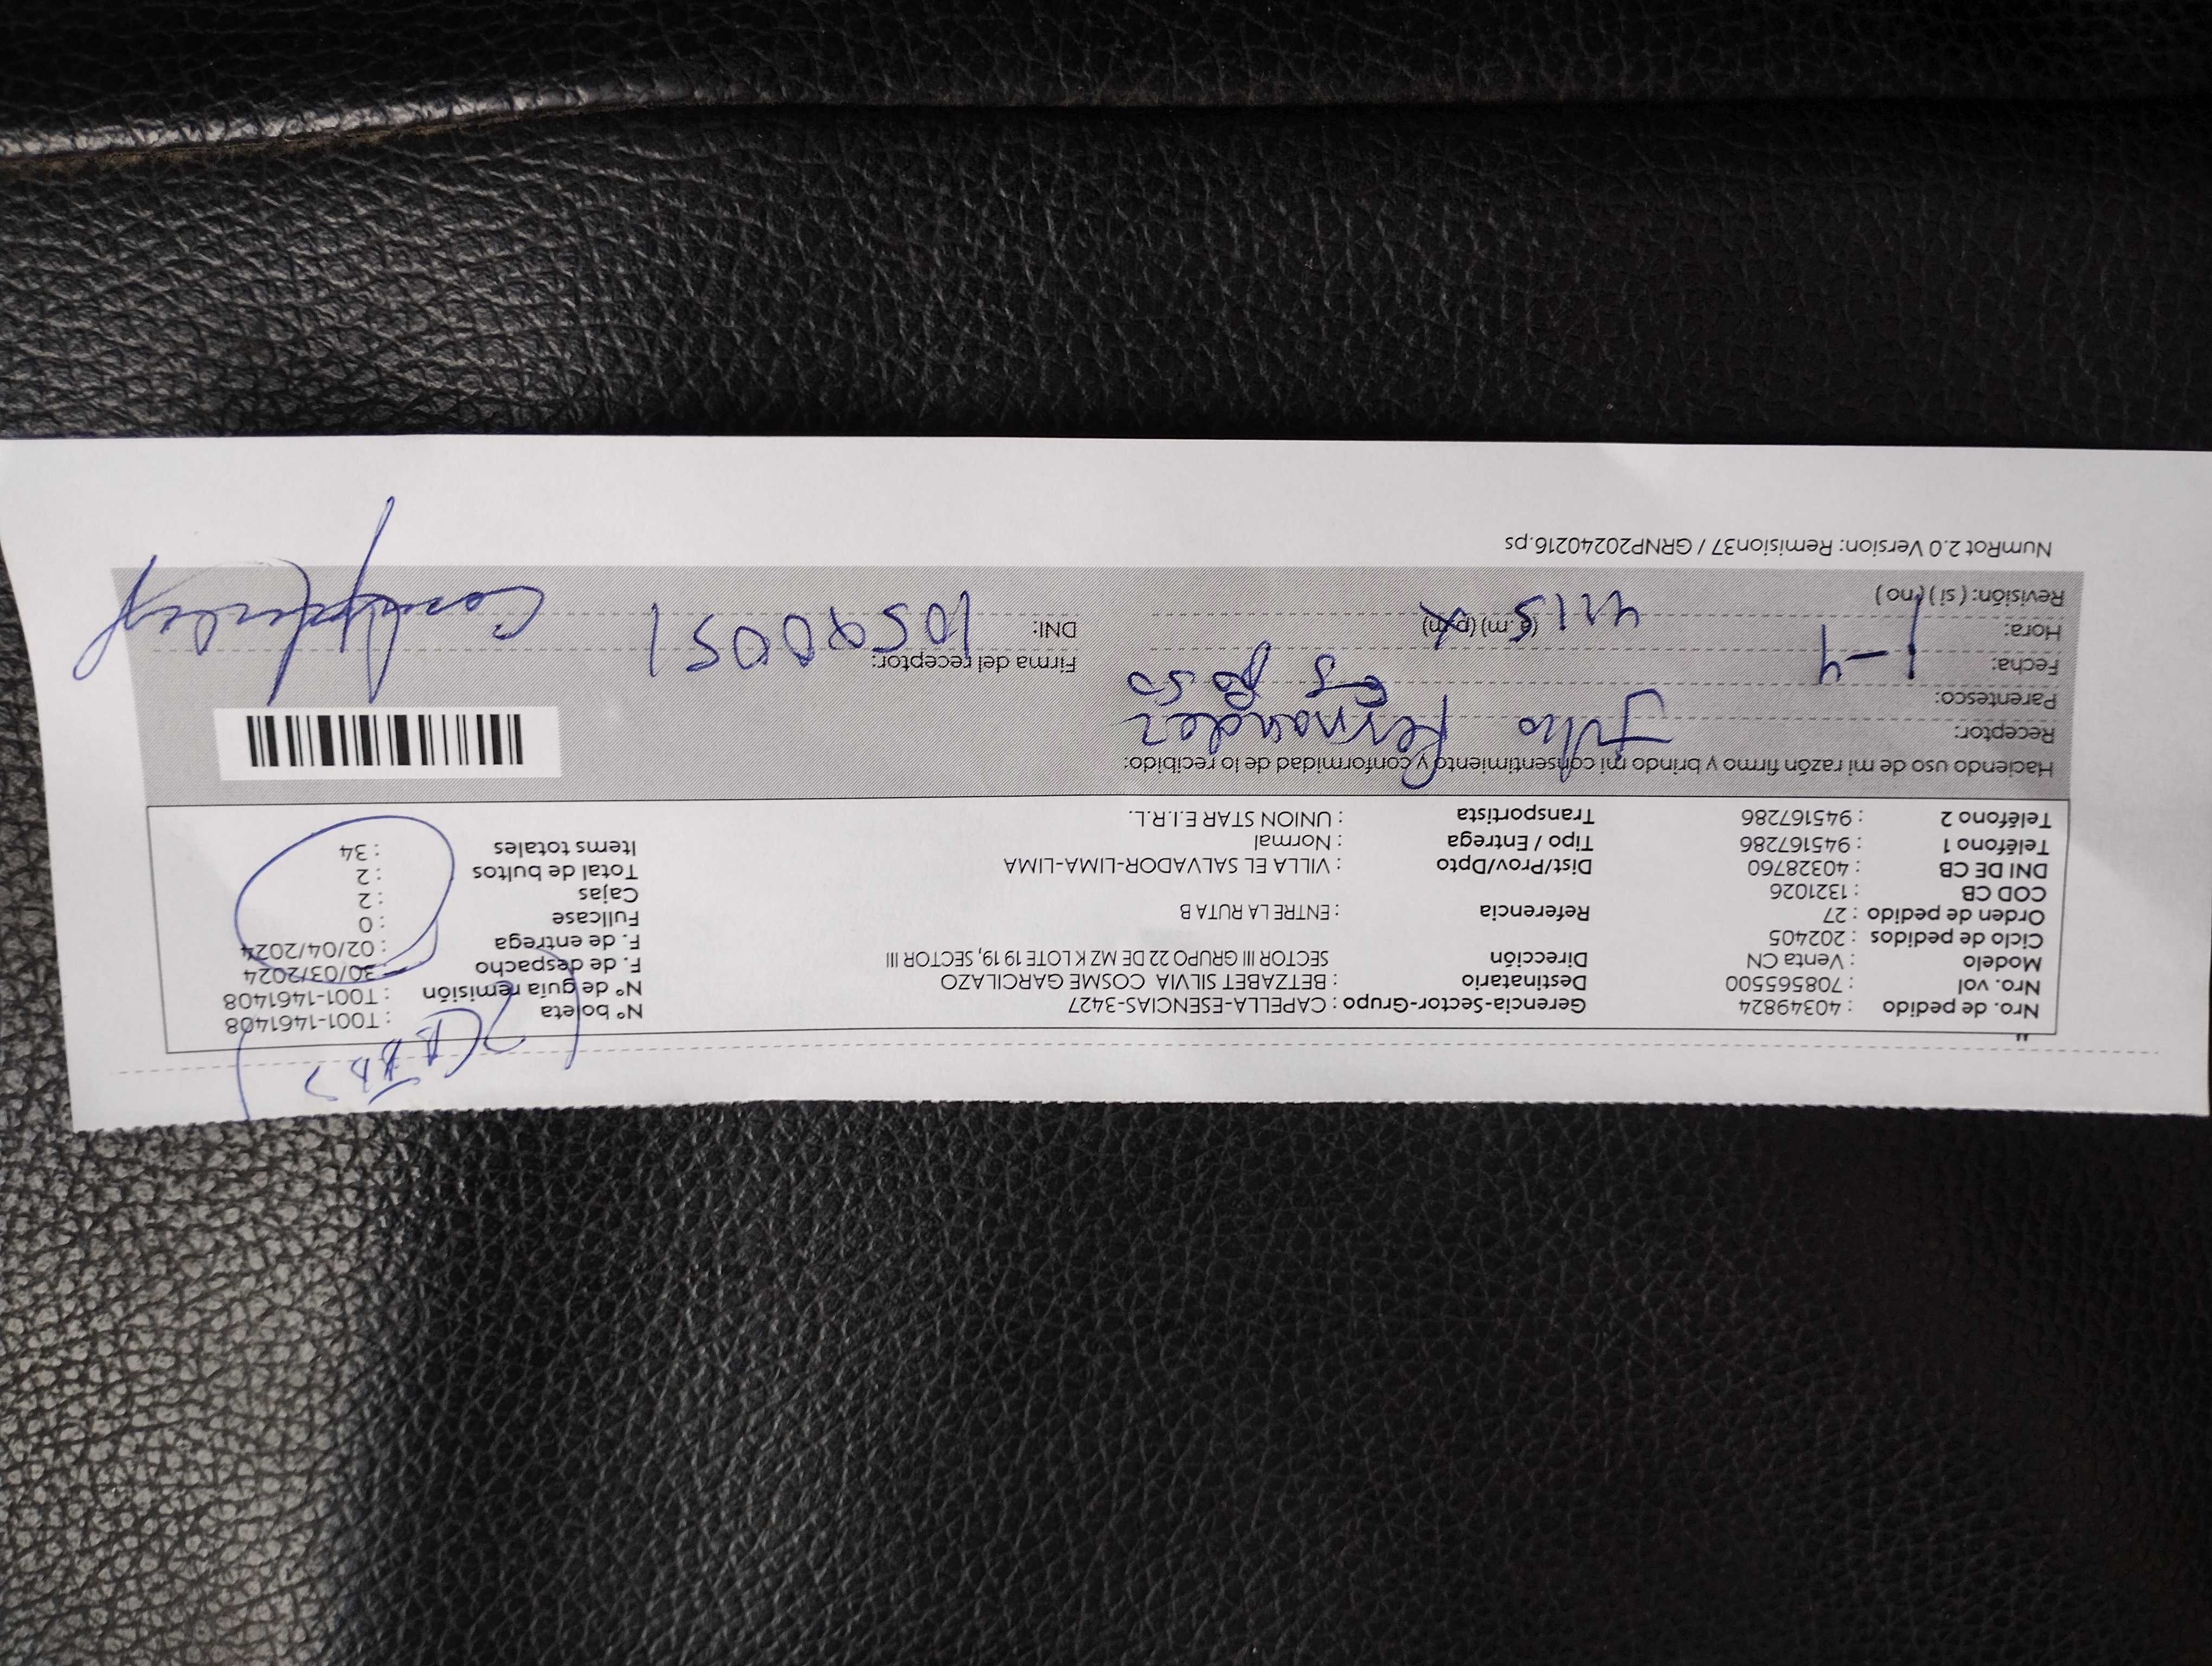 Nro. de pedido : 40349824 Gerencia-Sector-Grupo : CAPELLA-ESENCIAS-3427 N° boleta : T001-1461408
Nro. vol : 708565500 Destinatario : BETZABET SILVIA COSME GARCILAZO N° de guía remisión : T001-1461408
Modelo : Venta CN Dirección SECTOR III GRUPO 22 DE MZ K LOTE 19 19, SECTOR III F. de despacho : 30/03/2024
Ciclo de pedidos : 202405 F. de entrega : 02/04/2024
Orden de pedido : 27 Referencia : ENTRE LA RUTA B Fullcase : 0
COD CB : 1321026 Cajas : 2
DNI DE CB : 40328760 Dist/Prov/Dpto : VILLA EL SALVADOR-LIMA-LIMA Total de bultos : 2
Teléfono 1 : 945167286 Tipo / Entrega : Normal Items totales : 34
Teléfono 2 : 945167286 Transportista : UNION STAR E.I.R.L.
Haciendo uso de mi razón firmo y brindo mi consentimiento y conformidad de lo recibido:
Receptor: Julio Fernandez
Parentesco: Esposo
Fecha: 1-4 Firma del receptor:
Hora: 4:15 (a.m) (p.m) DNI: 10590051
Revisión: ( si ) ( no )
NumRot 2.0 Version: Remision37 / GRNP20240216.ps